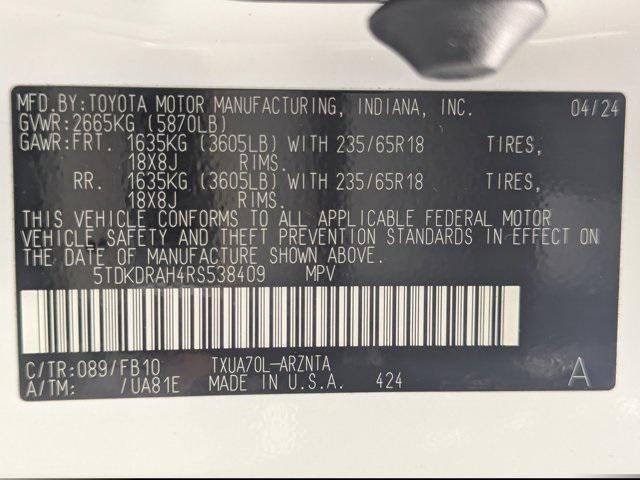 MFD.BY:TOYOTA MOTOR MANUFACTURING, INDIANA, INC. 04/24
GVWR:2665KG (5870LB)
GAWR:FRT. 1635KG (3605LB) WITH 235/65R18 TIRES,
18X8J RIMS.
RR. 1635KG (3605LB) WITH 235/65R18 TIRES,
18X8J RIMS.
THIS VEHICLE CONFORMS TO ALL APPLICABLE FEDERAL MOTOR
VEHICLE SAFETY AND THEFT PREVENTION STANDARDS IN EFFECT ON
THE DATE OF MANUFACTURE SHOWN ABOVE.
5TDKDRAH4RS538409 MPV
C/TR:089/FB10 TXUA70L-ARZNTA
A/TM: /UA81E MADE IN U.S.A. 424 A